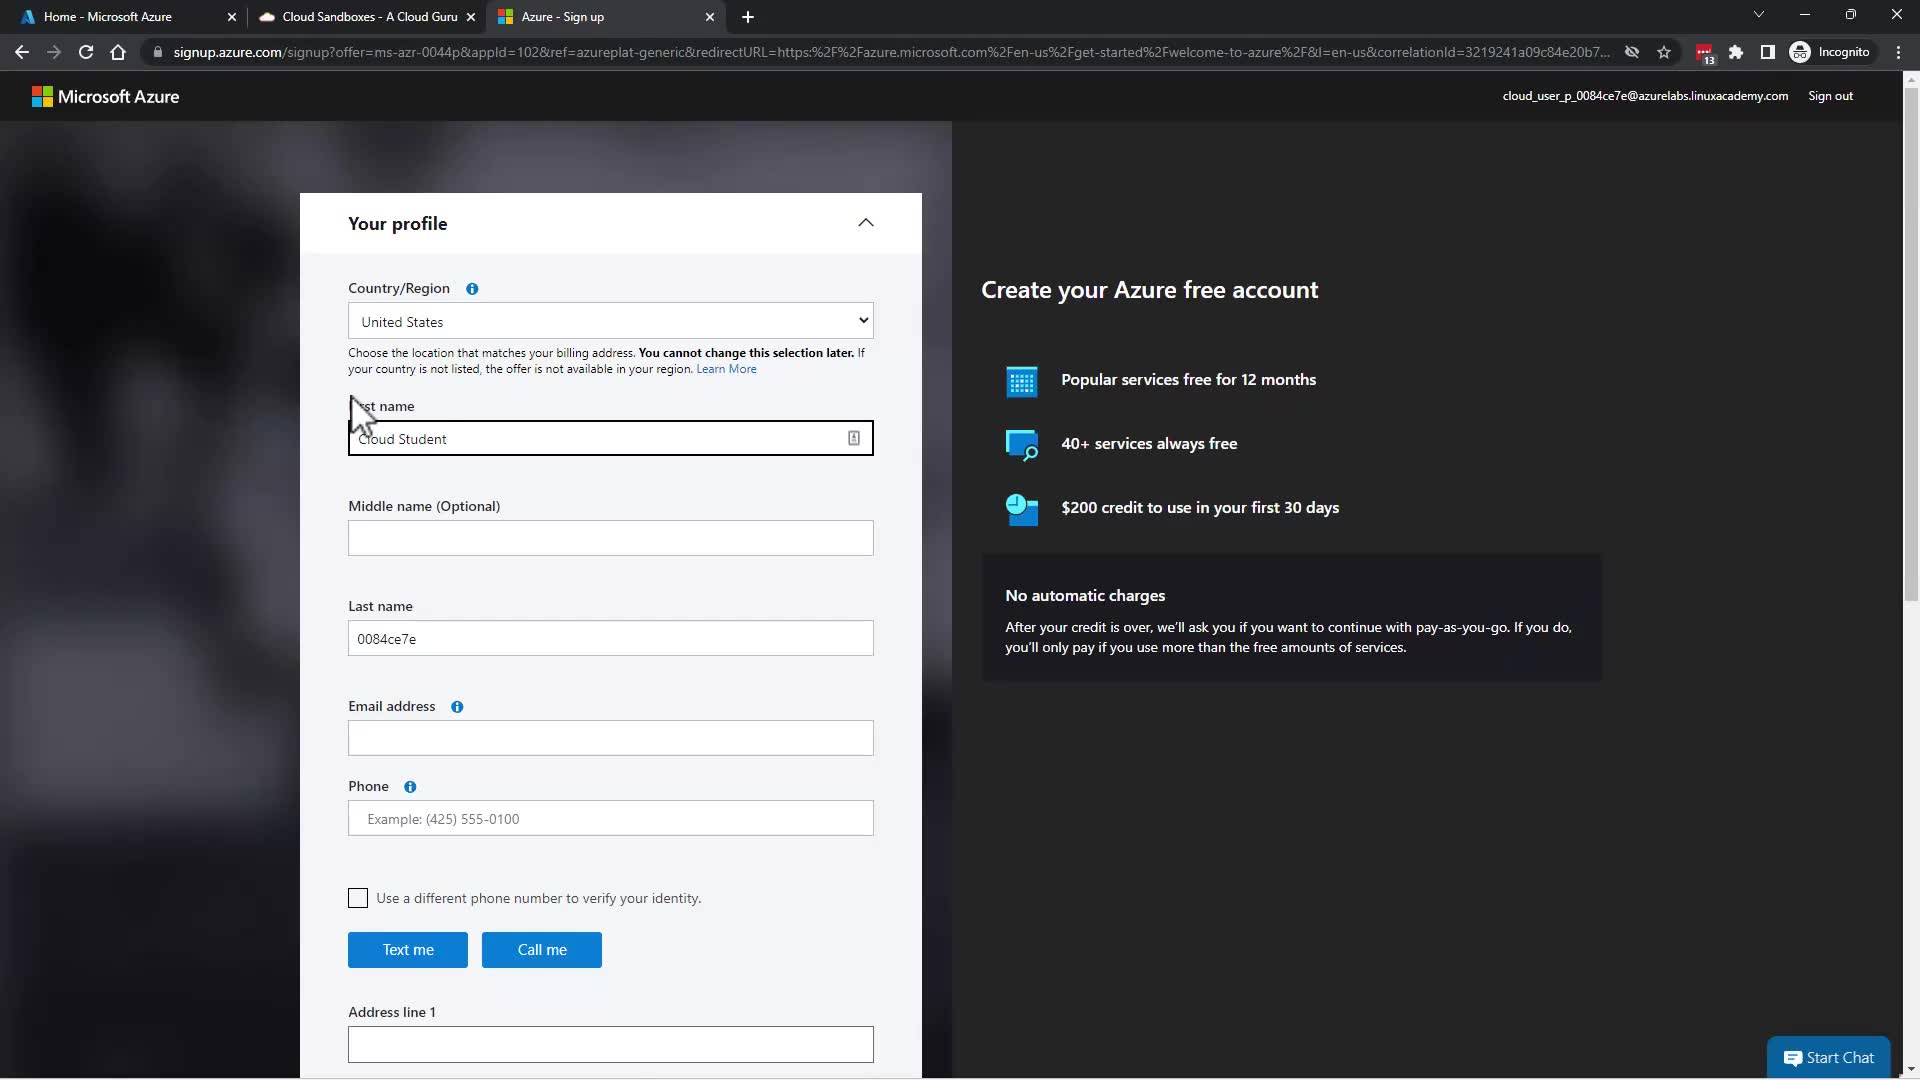 Home - Microsoft Azure
Cloud Sandboxes - A Cloud Guru
Azure - Sign up
signup.azure.com/signup?offer=ms-azr-0044p&appId=102&ref=azureplat-generic&redirectURL=https:%2F%2Fazure.microsoft.com%2Fen-us%2Fget-started%2Fwelcome-to-azure%2F&l=en-us&correlationId=3219241a09c84e20b7...
13
Incognito
Microsoft Azure
cloud_user_p_0084ce7e@azurelabs.linuxacademy.com
Sign out
Your profile
Country/Region
United States
Choose the location that matches your billing address. You cannot change this selection later. If
your country is not listed, the offer is not available in your region. Learn More
st name
Cloud Student
Middle name (Optional)
Last name
0084ce7e
Email address
Phone
Example: (425) 555-0100
Use a different phone number to verify your identity.
Text me
Call me
Address line 1
Create your Azure free account
Popular services free for 12 months
40+ services always free
$200 credit to use in your first 30 days
No automatic charges
After your credit is over, we'll ask you if you want to continue with pay-as-you-go. If you do,
you'll only pay if you use more than the free amounts of services.
Start Chat